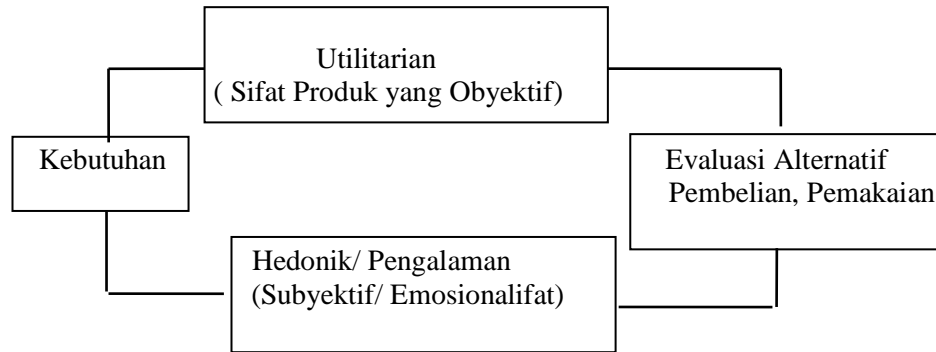 Utilitarian
( Sifat Produk yang Obyektif)
Kebutuhan
Evaluasi Alternatif
Pembelian, Pemakaian
Hedonik/ Pengalaman
(Subyektif/ Emosionalifat)